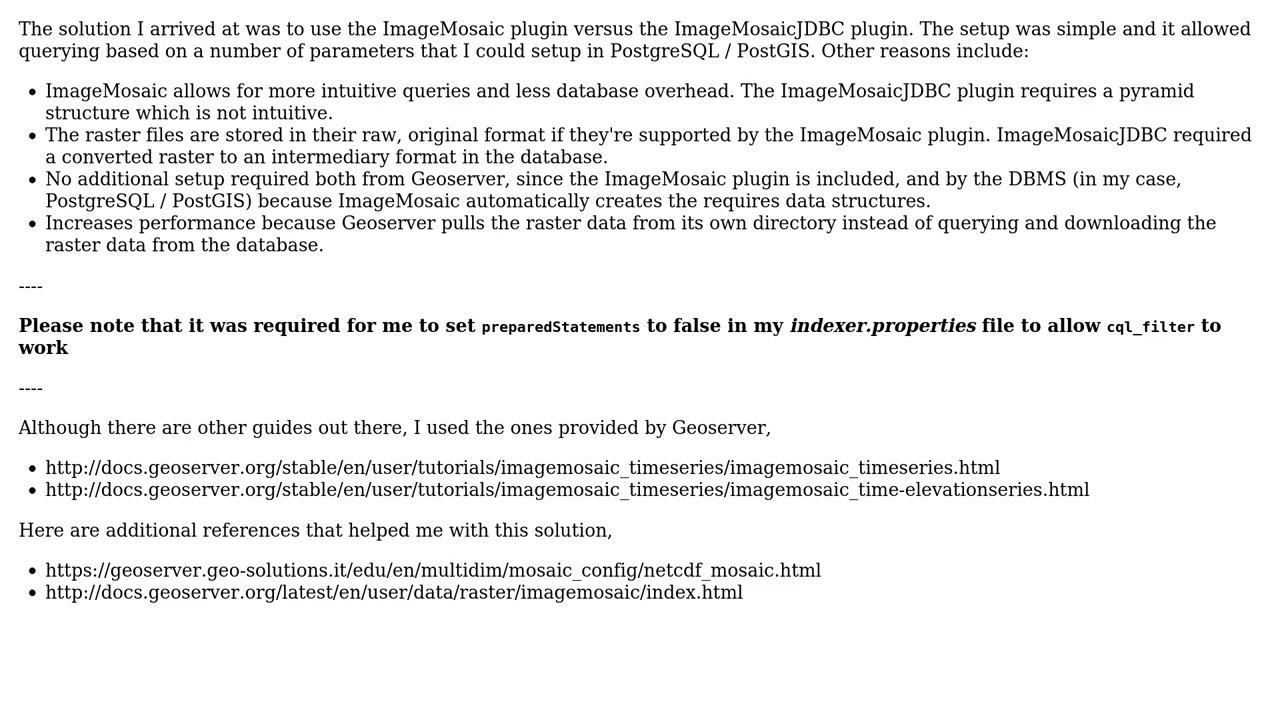 The solution I arrived at was to use the ImageMosaic plugin versus the ImageMosaicJDBC plugin. The setup was simple and it allowed
querying based on a number of parameters that I could setup in PostgreSQL / PostGIS. Other reasons include:
• ImageMosaic allows for more intuitive queries and less database overhead. The ImageMosaicJDBC plugin requires a pyramid
structure which is not intuitive.
• The raster files are stored in their raw, original format if they're supported by the ImageMosaic plugin. ImageMosaicJDBC required
a converted raster to an intermediary format in the database.
• No additional setup required both from Geoserver, since the ImageMosaic plugin is included, and by the DBMS (in my case,
PostgreSQL / PostGIS) because ImageMosaic automatically creates the requires data structures.
• Increases performance because Geoserver pulls the raster data from its own directory instead of querying and downloading the
raster data from the database.
----
Please note that it was required for me to set preparedStatements to false in my indexer.properties file to allow cql_filter to
work
----
Although there are other guides out there, I used the ones provided by Geoserver,
• http://docs.geoserver.org/stable/en/user/tutorials/imagemosaic_timeseries/imagemosaic_timeseries.html
• http://docs.geoserver.org/stable/en/user/tutorials/imagemosaic_timeseries/imagemosaic_time-elevationseries.html
Here are additional references that helped me with this solution,
• https://geoserver.geo-solutions.it/edu/en/multidim/mosaic_config/netcdf_mosaic.html
• http://docs.geoserver.org/latest/en/user/data/raster/imagemosaic/index.html